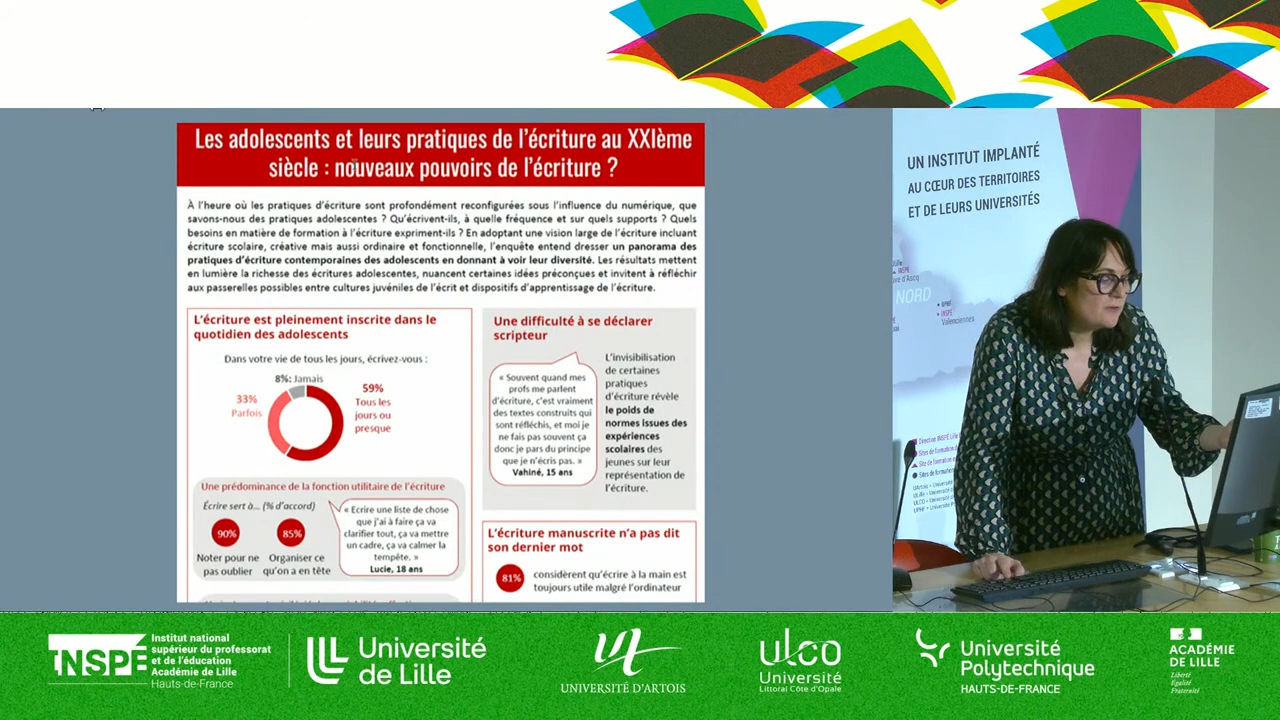 Les adolescents et leurs pratiques de l'écriture au XXIème
siècle : nouveaux pouvoirs de l'écriture ?
À l'heure où les pratiques d'écriture sont profondément reconfigurées sous l'influence du numérique, que
savons-nous des pratiques adolescentes ? Qu'écrivent-ils, à quelle fréquence et sur quels supports ? Quels
besoins en matière de formation à l'écriture expriment-ils ? En adoptant une vision large de l'écriture incluant
écriture scolaire, créative mais aussi ordinaire et fonctionnelle, l'enquête entend dresser un panorama des
pratiques d'écriture contemporaines des adolescents en donnant à voir leur diversité. Les résultats mettent
en lumière la richesse des écritures adolescentes, nuancent certaines idées préconçues et invitent à réfléchir
aux passerelles possibles entre cultures juvéniles de l'écrit et dispositifs d'apprentissage de l'écriture.
L'écriture est pleinement inscrite dans le
quotidien des adolescents
Dans votre vie de tous les jours, écrivez-vous :
8%: Jamais
33%
Parfois
59%
Tous les
jours ou
presque
Une prédominance de la fonction utilitaire de l'écriture
Écrire sert à... (% d'accord)
90%
Noter pour ne
pas oublier
85%
Organiser ce
qu'on a en tête
« Ecrire une liste de chose
que j'ai à faire ça va
clarifier tout, ça va mettre
un cadre, ça va calmer la
tempête. »
Lucie, 18 ans
Une difficulté à se déclarer
scripteur
« Souvent quand mes
profs me parlent
d'écriture, c'est vraiment
des textes construits qui
sont réfléchis, et moi je
ne fais pas souvent ça
donc je pars du principe
que je n'écris pas. »
Vahiné, 15 ans
L'invisibilisation
de certaines
pratiques
d'écriture révèle
le poids de
normes issues des
expériences
scolaires des
jeunes sur leur
représentation de
l'écriture.
L'écriture manuscrite n'a pas dit
son dernier mot
81%
considèrent qu'écrire à la main est
toujours utile malgré l'ordinateur
UN INSTITUT IMPLANTÉ
AU CŒUR DES TERRITOIRES
ET DE LEURS UNIVERSITÉS
INSPÉ
NORD
UPHF
INSPÉ
Valenciennes
Direction INSPÉ Lille
INSPÉ
Institut national
supérieur du professorat
et de l'éducation
Académie de Lille
Hauts-de-France
Université
de Lille
UA
UNIVERSITÉ D'ARTOIS
ULCO
Université
Littoral Côte d'Opale
Université
Polytechnique
HAUTS-DE-FRANCE
ACADÉMIE
DE LILLE
Liberté
Égalité
Fraternité